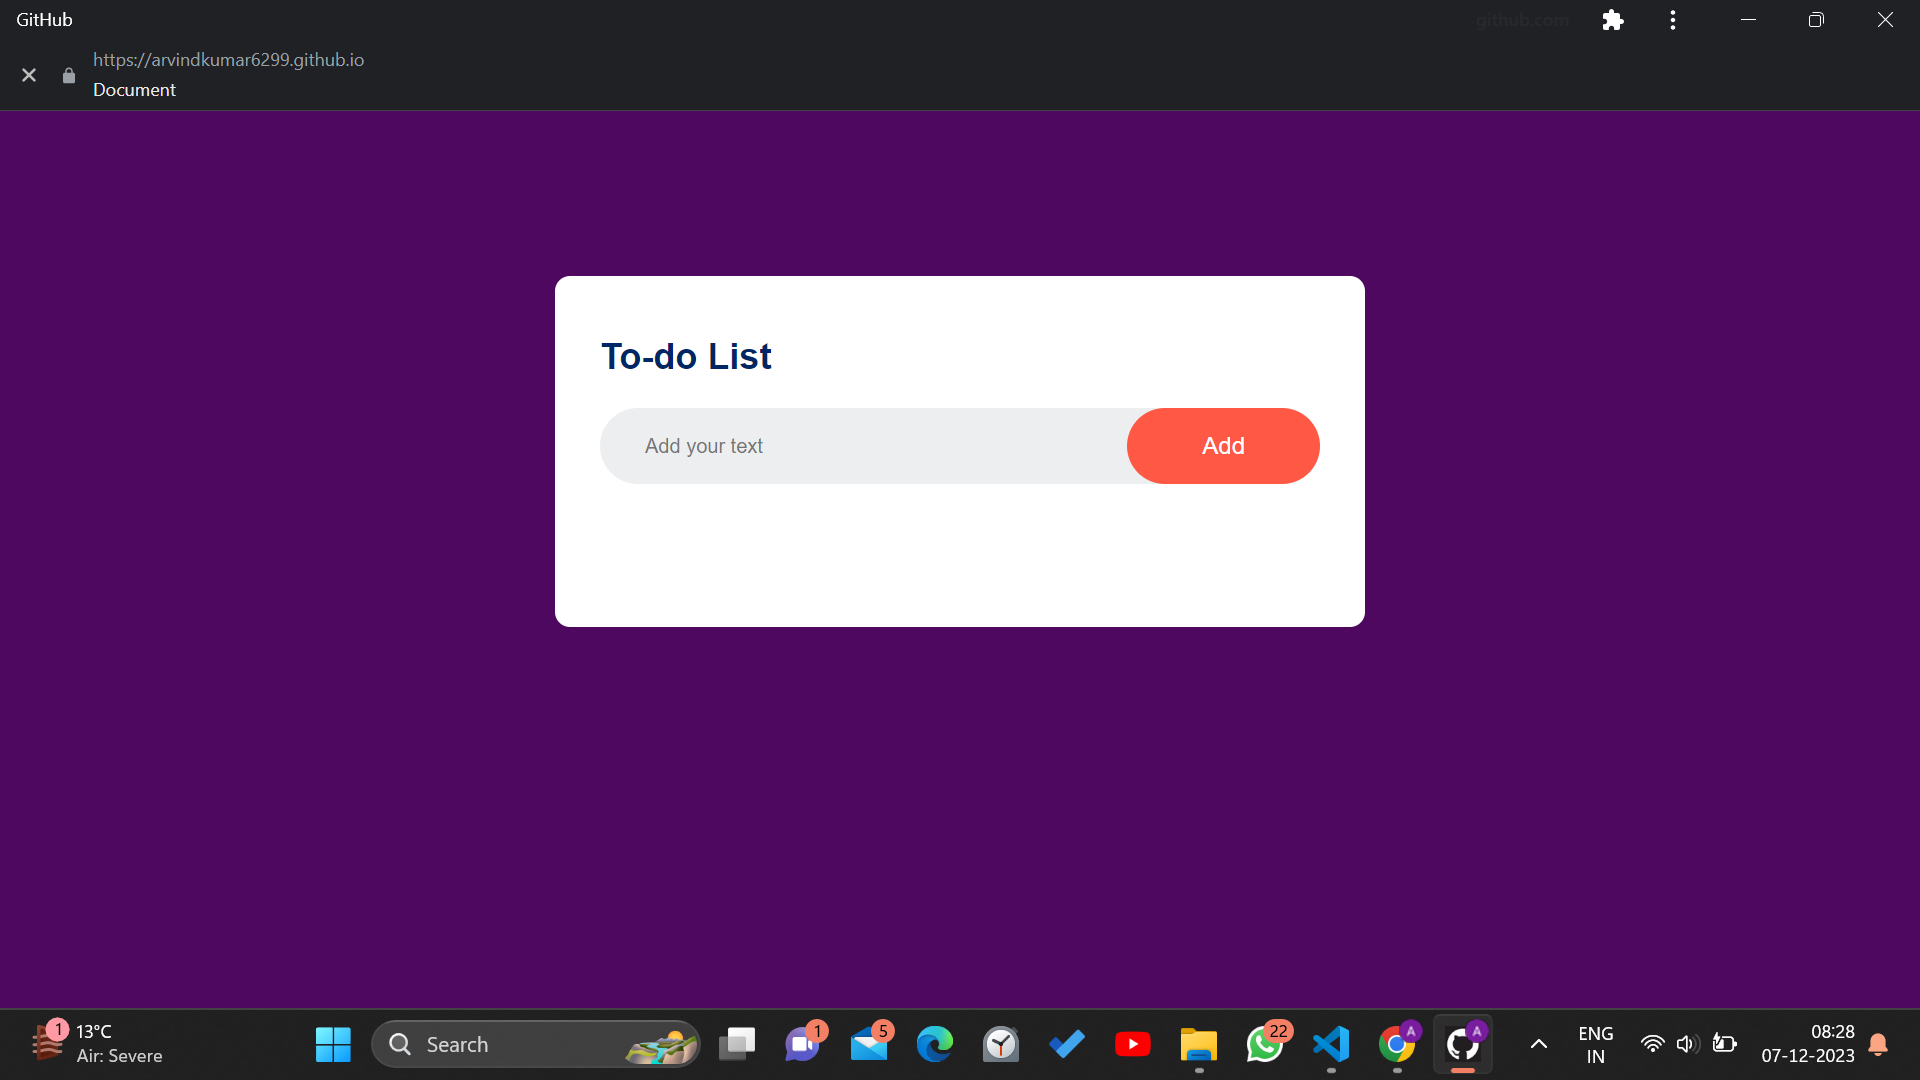 GitHub
github.com
https://arvindkumar6299.github.io
Document
To-do List
Add your text
Add
1
13°C
Air: Severe
Search
1
5
22
A
A
ENG
IN
08:28
07-12-2023